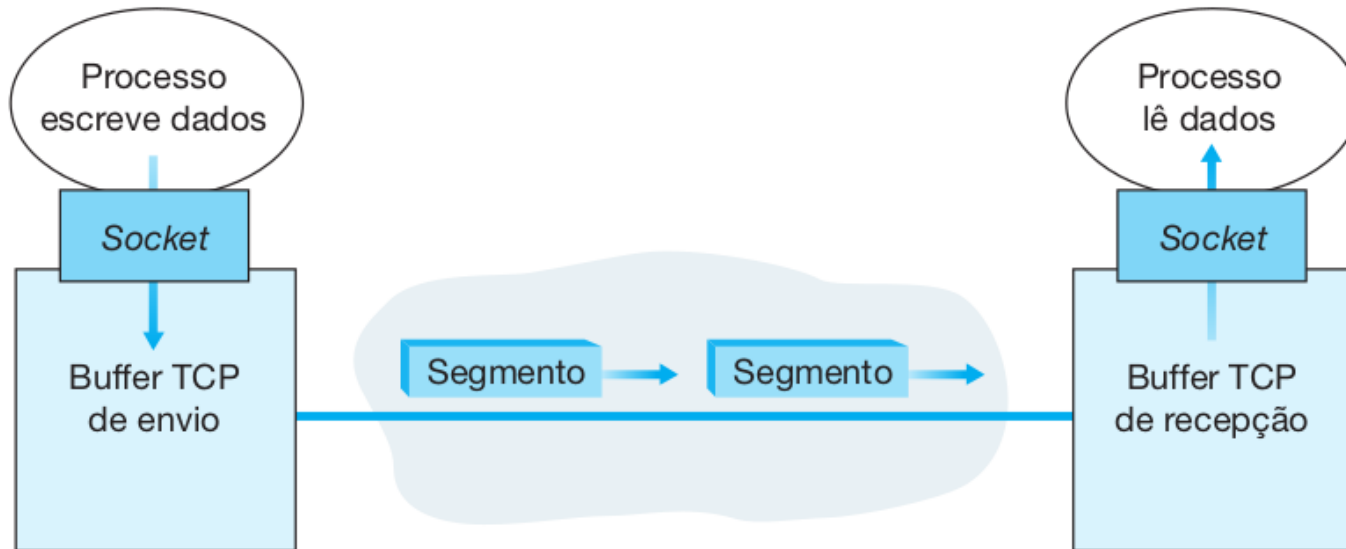 Processo
escreve dados
Socket
Buffer TCP
de envio
Segmento
Segmento
Processo
lê dados
Socket
Buffer TCP
de recepção